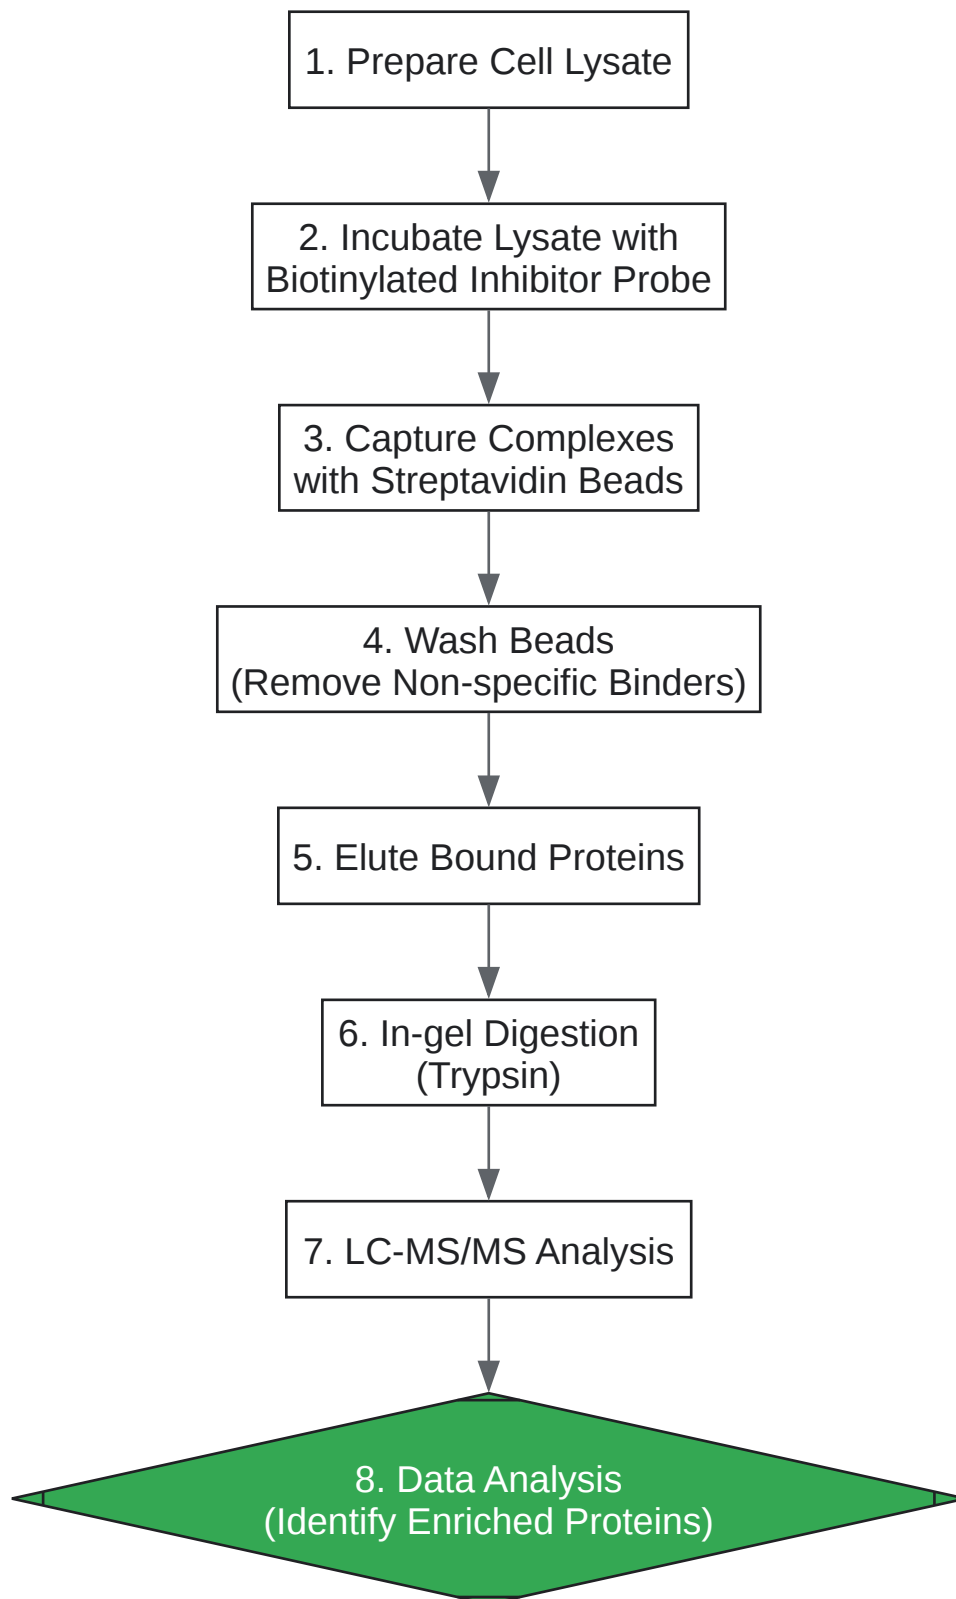 1. Prepare Cell Lysate
2. Incubate Lysate with
Biotinylated Inhibitor Probe
3. Capture Complexes
with Streptavidin Beads
4. Wash Beads
(Remove Non-specific Binders)
5. Elute Bound Proteins
6. In-gel Digestion
(Trypsin)
7. LC-MS/MS Analysis
8. Data Analysis
(Identify Enriched Proteins)